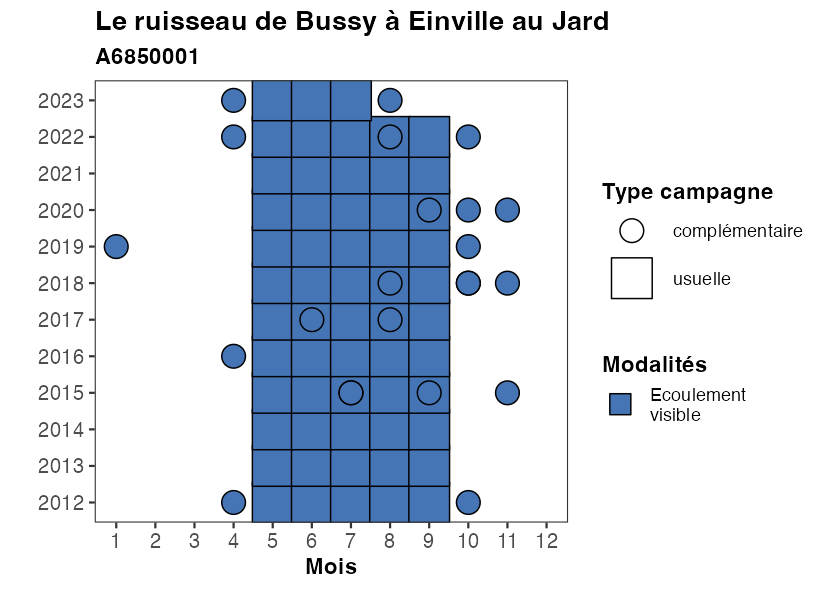 Le ruisseau de Bussy à Einville au Jard
A6850001
2023
2022
2021
2020
2019
2018
2017
2016
2015
2014
2013
2012
1 2 3 4 5 6 7 8 9 10 11 12
Mois
Type campagne
complémentaire
usuelle
Modalités
Ecoulement
visible